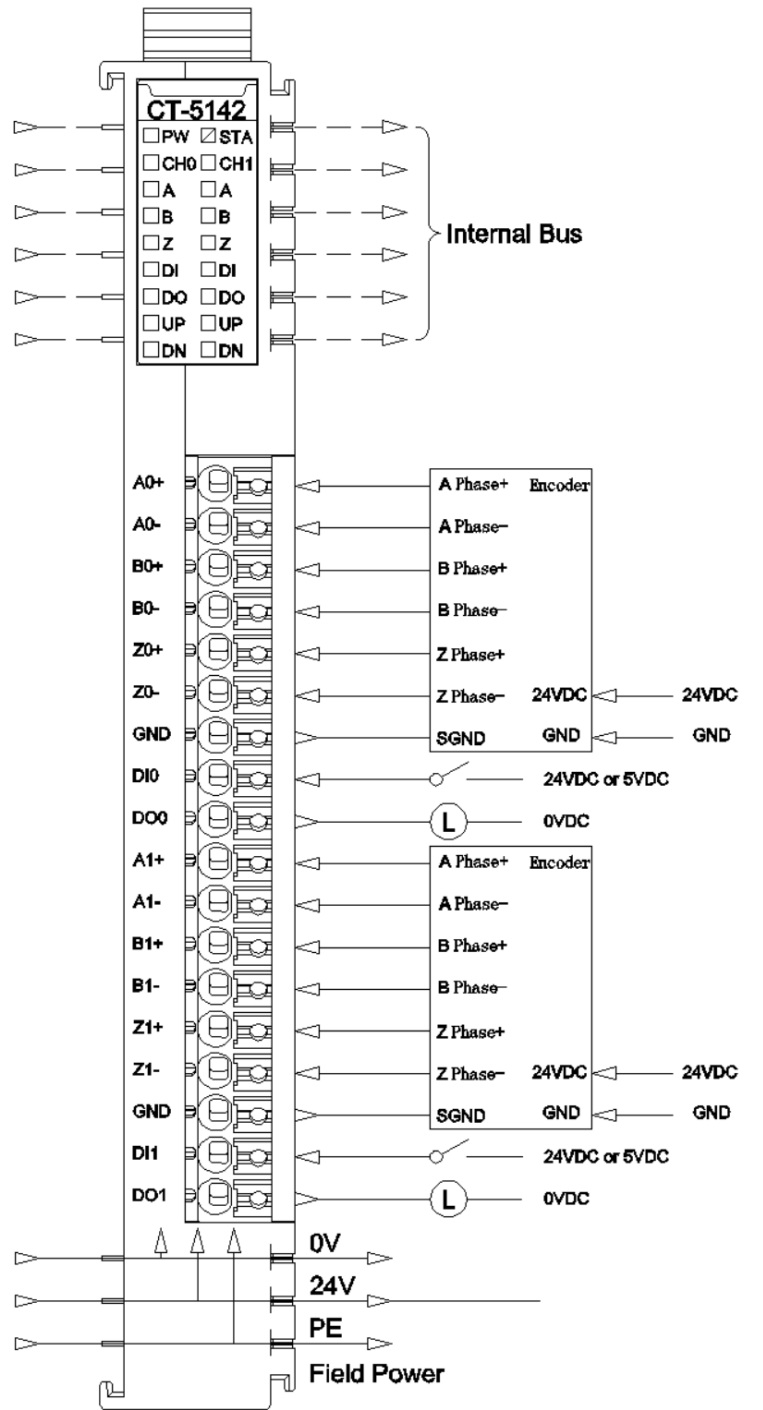 CT-5142
PW STA
CH0 CH1
A A
B B
Z Z
DI DI
DO DO
UP UP
DN DN
Internal Bus
A0+ A Phase+ Encoder
A0- A Phase-
B0+ B Phase+
B0- B Phase-
Z0+ Z Phase+
Z0- Z Phase- 24VDC 24VDC
GND SGND GND GND
DI0 24VDC or 5VDC
DO0 L 0VDC
A1+ A Phase+ Encoder
A1- A Phase-
B1+ B Phase+
B1- B Phase-
Z1+ Z Phase+
Z1- Z Phase- 24VDC 24VDC
GND SGND GND GND
DI1 24VDC or 5VDC
DO1 L 0VDC
0V
24V
PE
Field Power